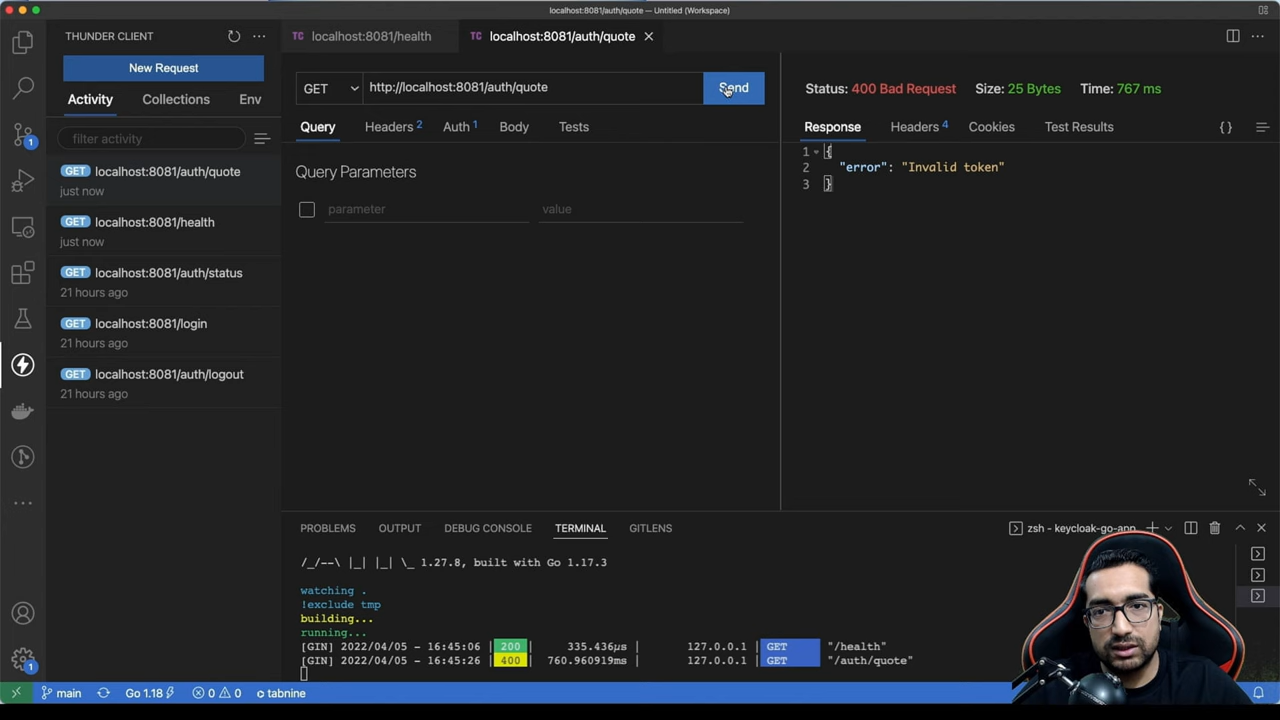 localhost:8081/auth/quote — Untitled (Workspace)
THUNDER CLIENT
New Request
Activity
Collections
Env
filter activity
GET localhost:8081/auth/quote
just now
GET localhost:8081/health
just now
GET localhost:8081/auth/status
21 hours ago
GET localhost:8081/login
21 hours ago
GET localhost:8081/auth/logout
21 hours ago
TC localhost:8081/health
TC localhost:8081/auth/quote
GET
http://localhost:8081/auth/quote
Send
Query
Headers 2
Auth 1
Body
Tests
Query Parameters
parameter
value
Status: 400 Bad Request Size: 25 Bytes Time: 767 ms
Response
Headers 4
Cookies
Test Results
{}
1 {
2 "error": "Invalid token"
3 }
PROBLEMS
OUTPUT
DEBUG CONSOLE
TERMINAL
GITLENS
zsh - keycloak-go-app
/_/--\ |_| |_| \_ 1.27.8, built with Go 1.17.3
watching .
!exclude tmp
building...
running...
[GIN] 2022/04/05 - 16:45:06 | 200 | 335.436µs | 127.0.0.1 | GET "/health"
[GIN] 2022/04/05 - 16:45:26 | 400 | 760.960919ms | 127.0.0.1 | GET "/auth/quote"
1
1
main
Go 1.18
0 0
tabnine